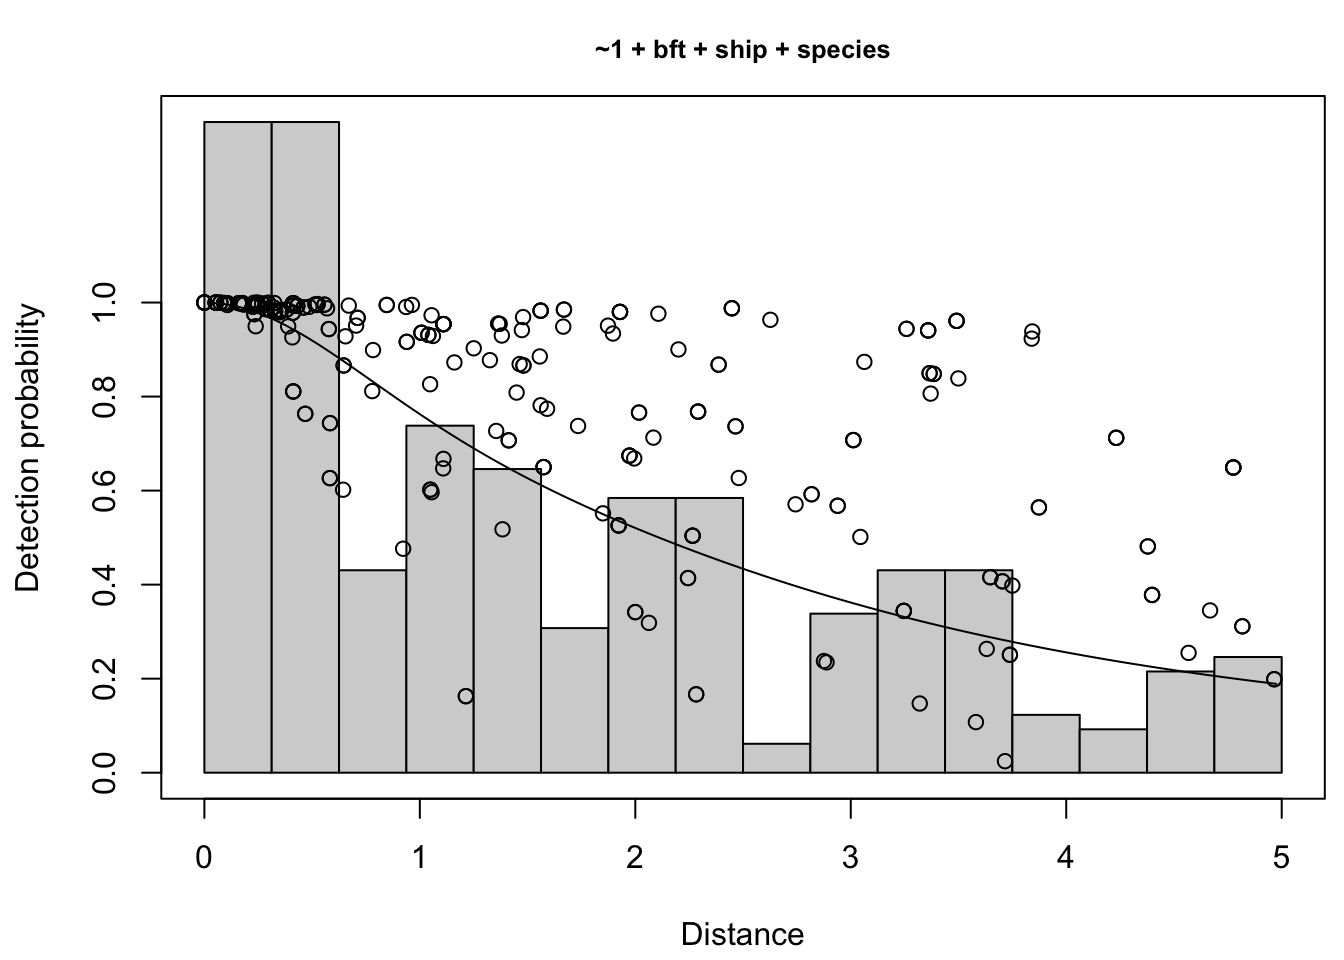 ~1 + bft + ship + species
Detection probability
1.0
0.8
0.6
0.4
0.2
0.0
0 1 2 3 4 5
Distance